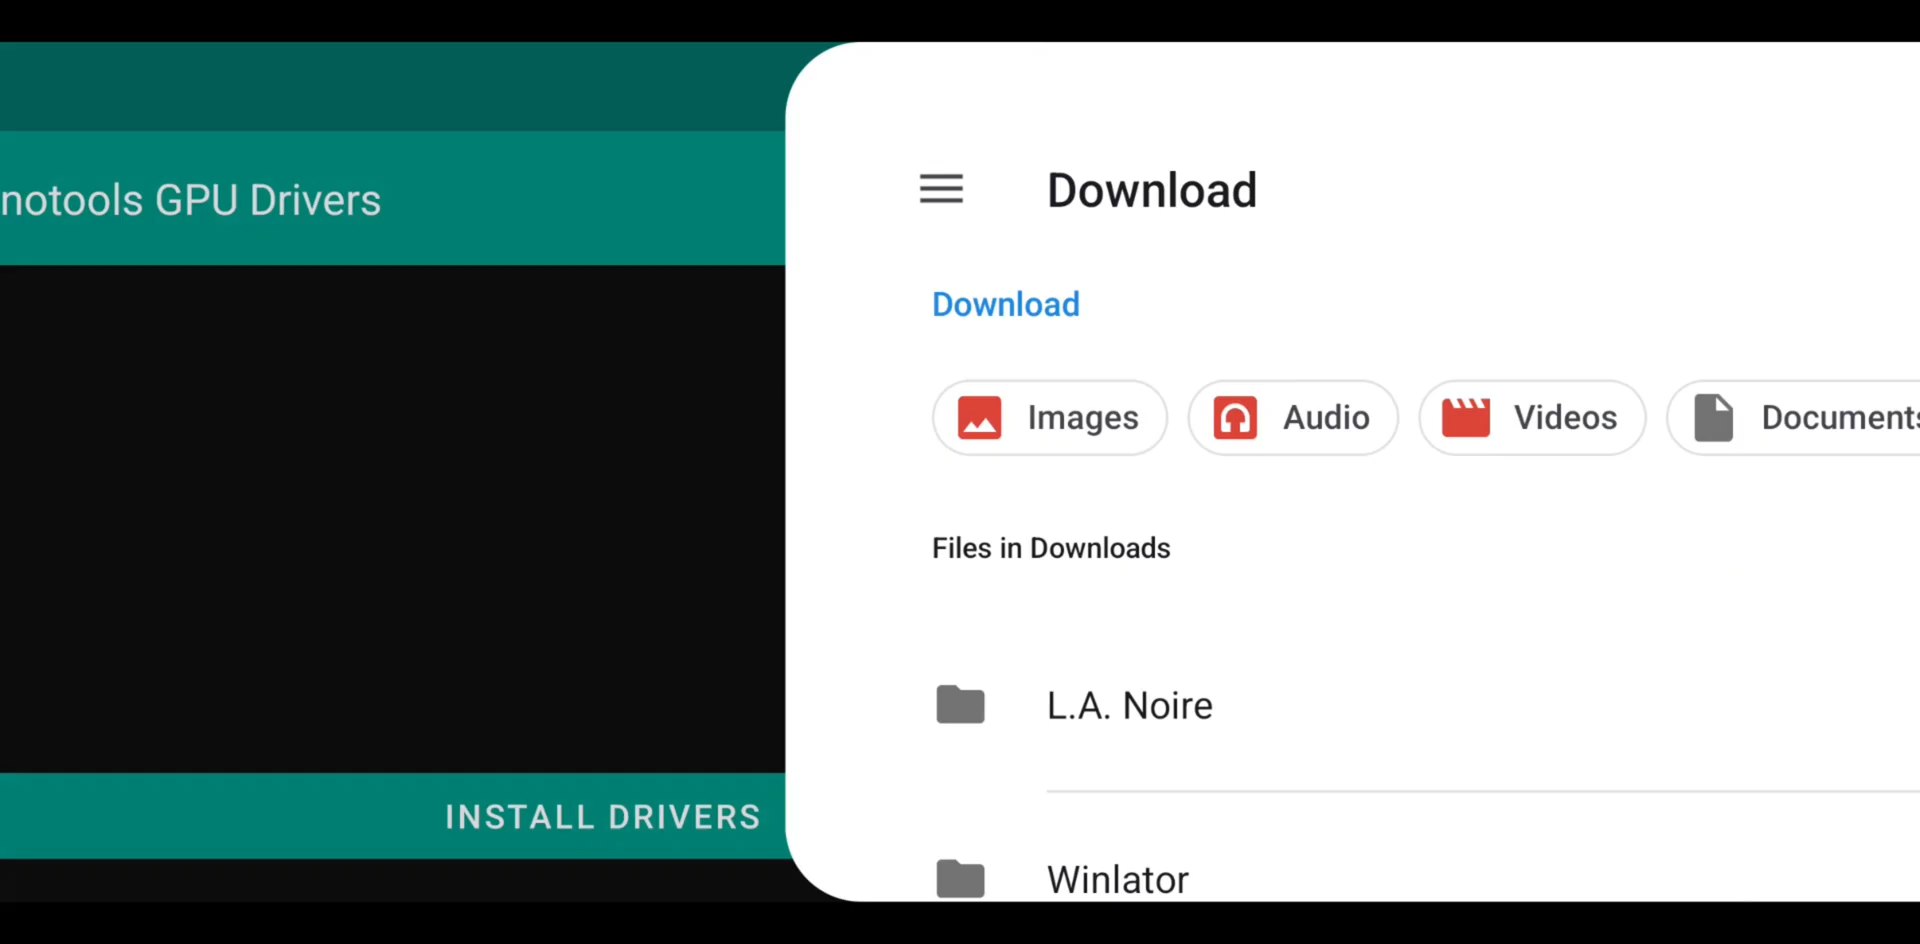 notools GPU Drivers
INSTALL DRIVERS
Download
Download
Images
Audio
Videos
Documents
Files in Downloads
L.A. Noire
Winlator